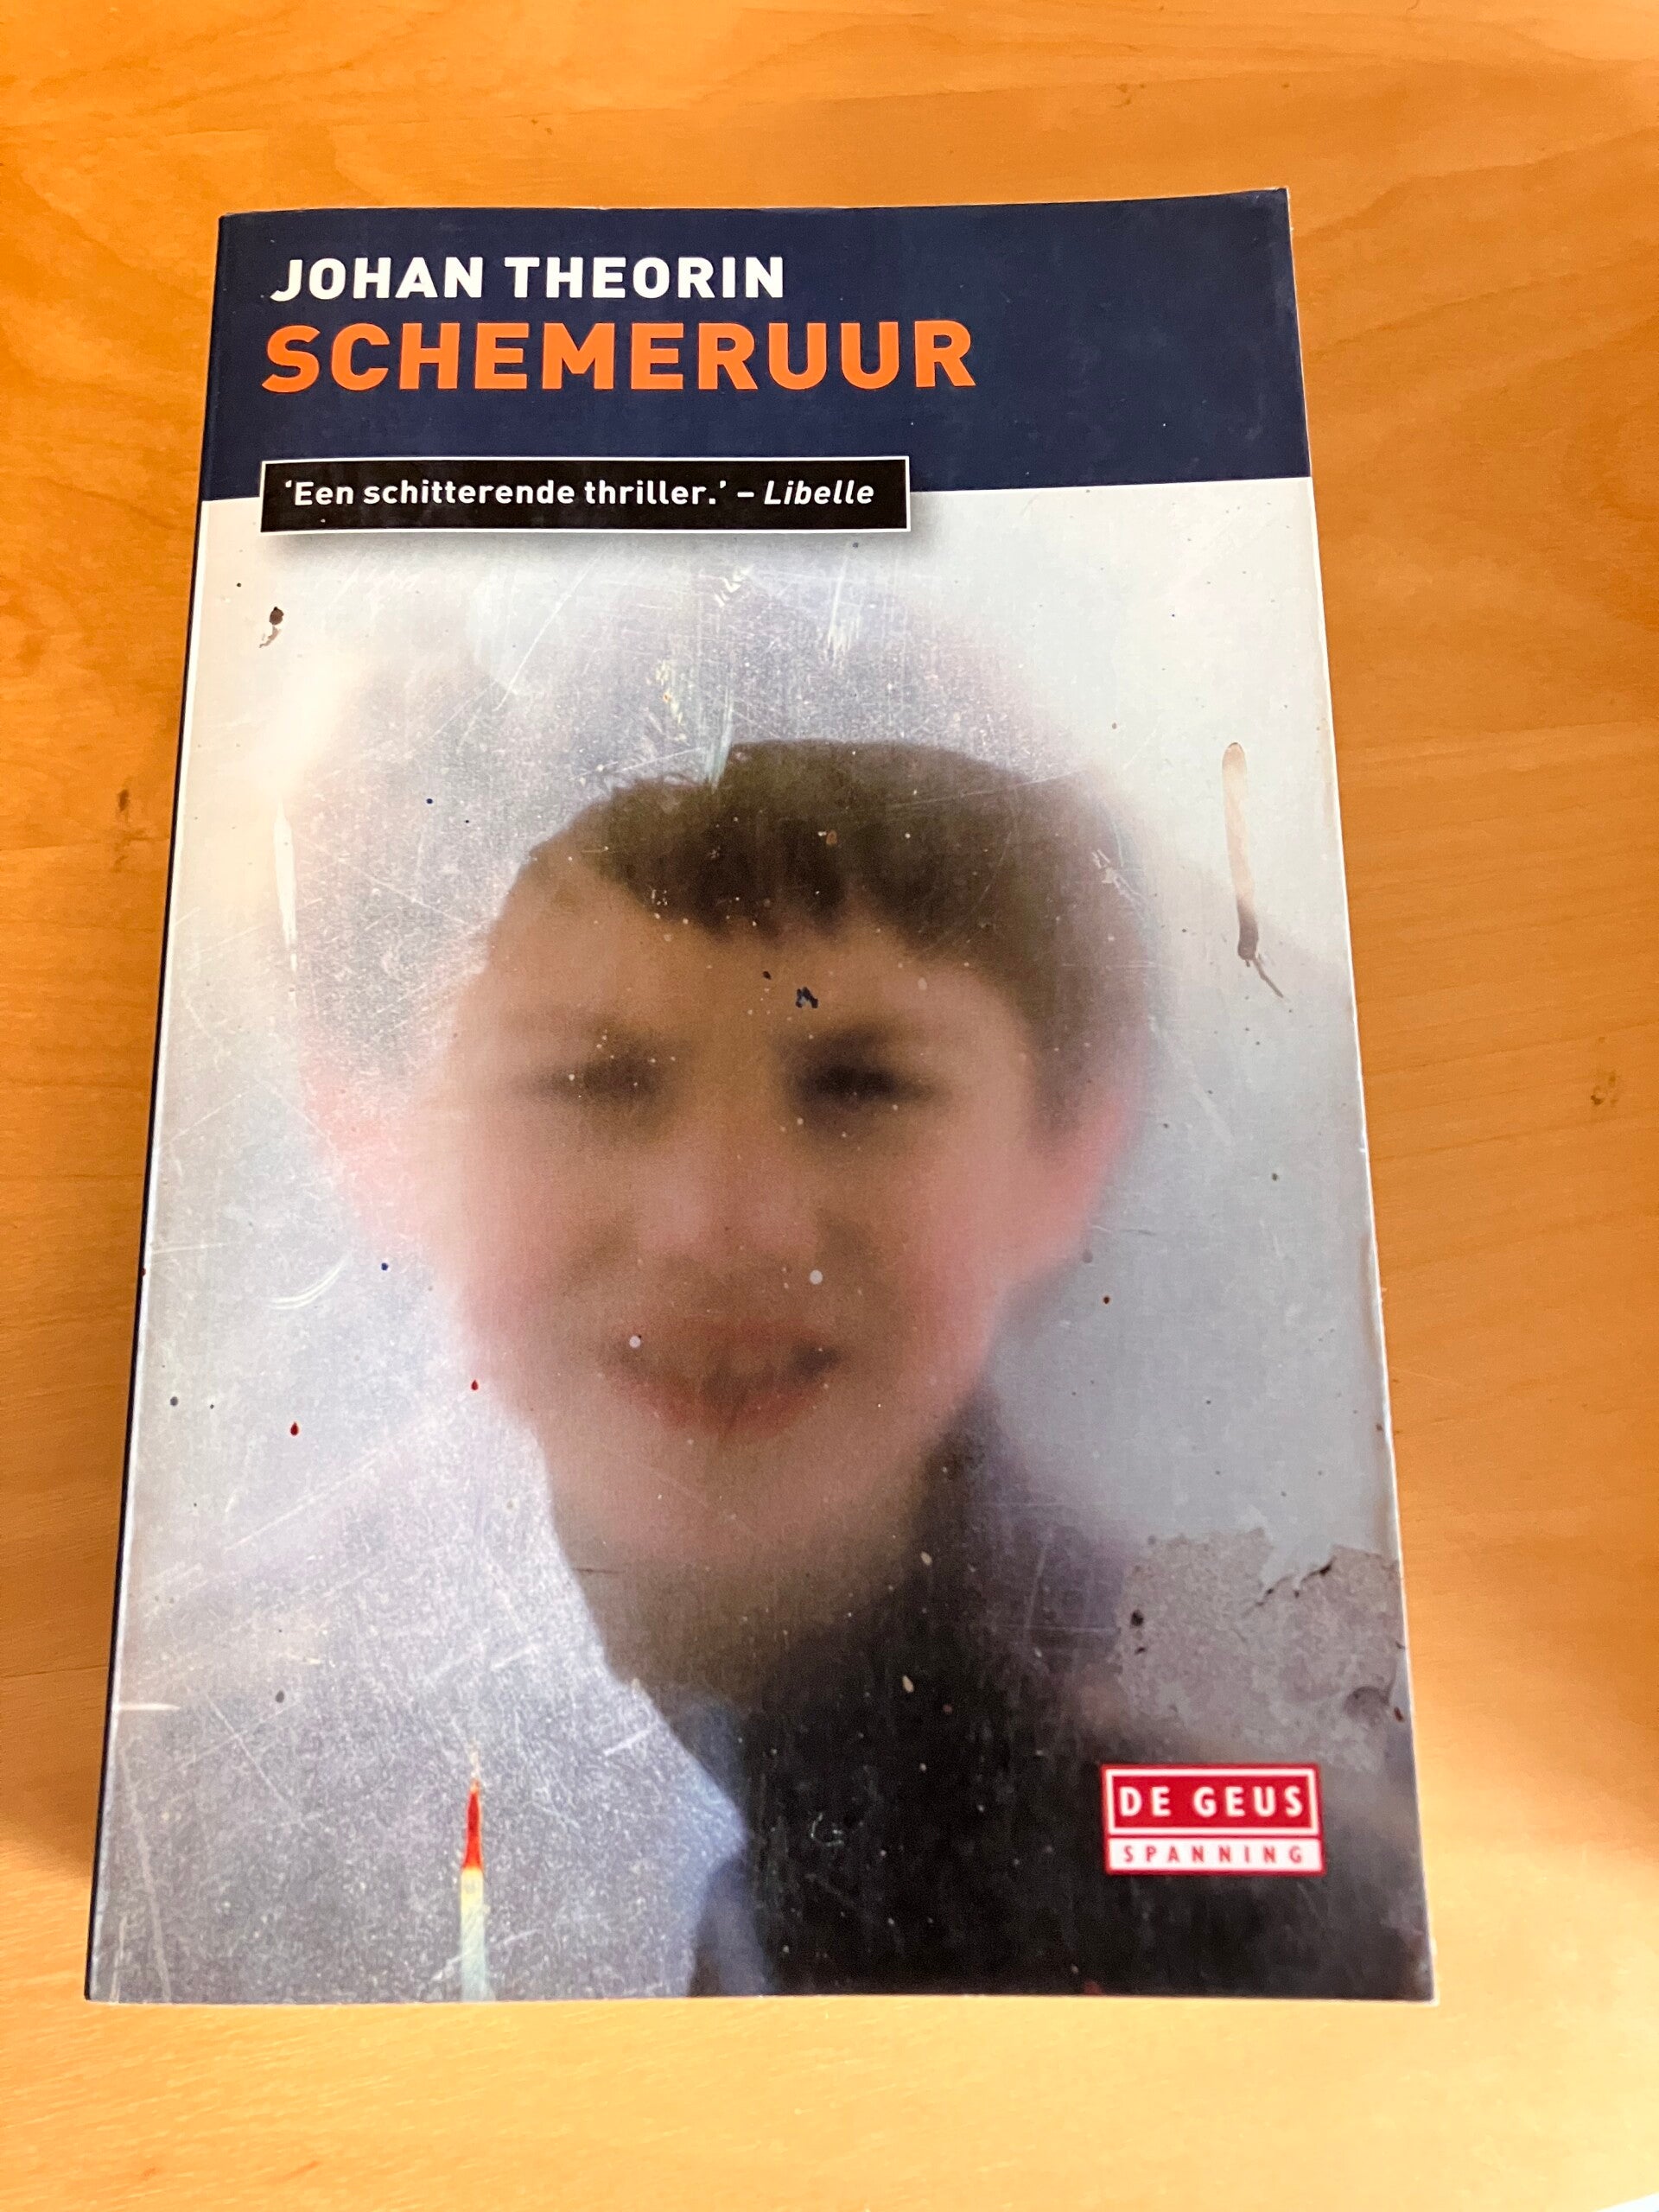 JOHAN THEORIN
SCHEMERUUR
‘Een schitterende thriller.’ – Libelle
DE GEUS
SPANNING